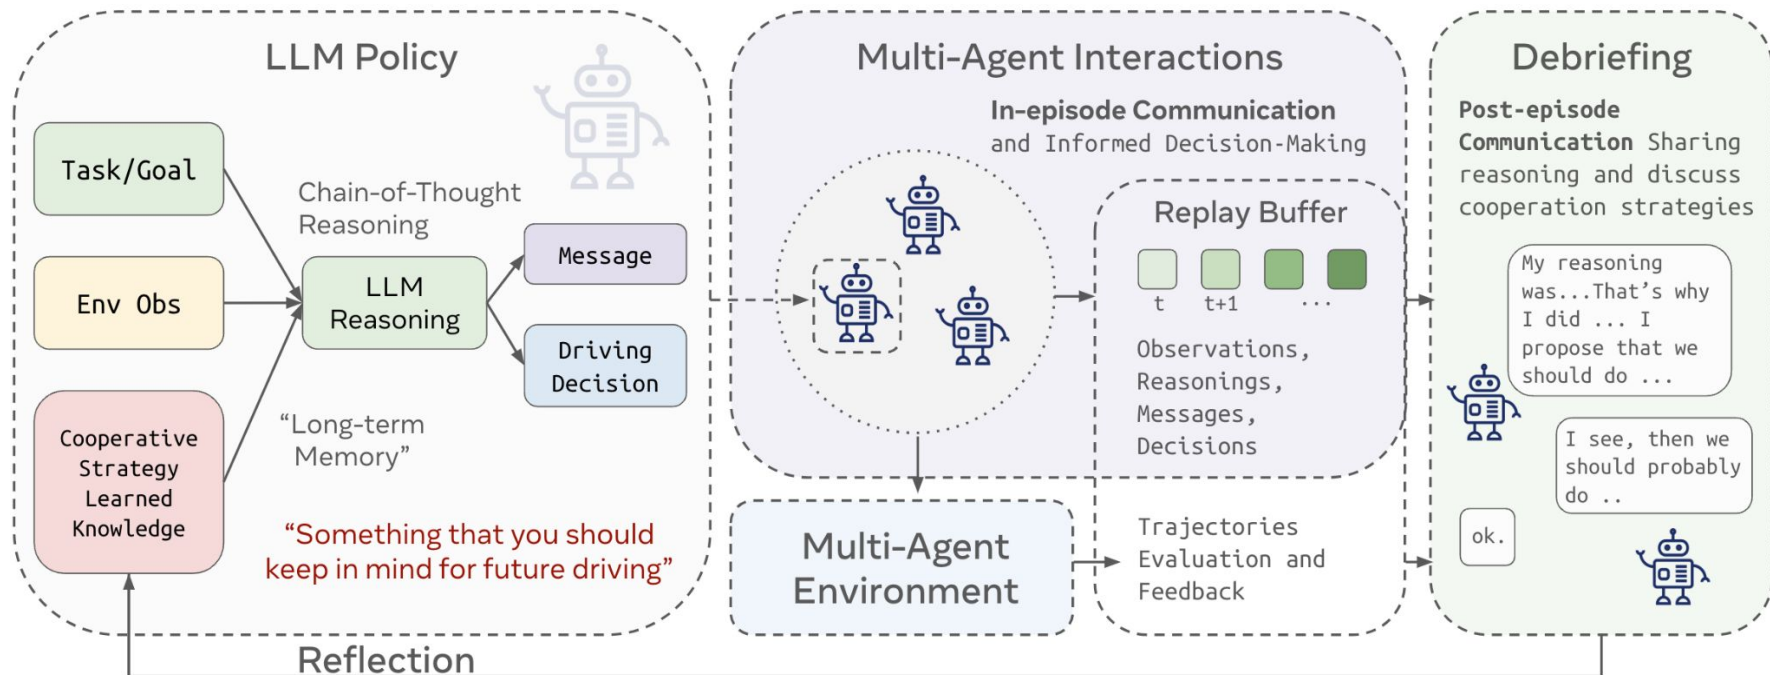 LLM Policy
Task/Goal
Chain-of-Thought
Reasoning
Env Obs
LLM
Reasoning
Message
Driving
Decision
Cooperative
Strategy
Learned
Knowledge
“Long-term
Memory”
“Something that you should
keep in mind for future driving”
Reflection
Multi-Agent Interactions
In-episode Communication
and Informed Decision-Making
Replay Buffer
t t+1 ...
Observations,
Reasonings,
Messages,
Decisions
Multi-Agent
Environment
Trajectories
Evaluation and
Feedback
Debriefing
Post-episode
Communication Sharing
reasoning and discuss
cooperation strategies
My reasoning
was...That’s why
I did ... I
propose that we
should do ...
I see, then we
should probably
do ..
ok.